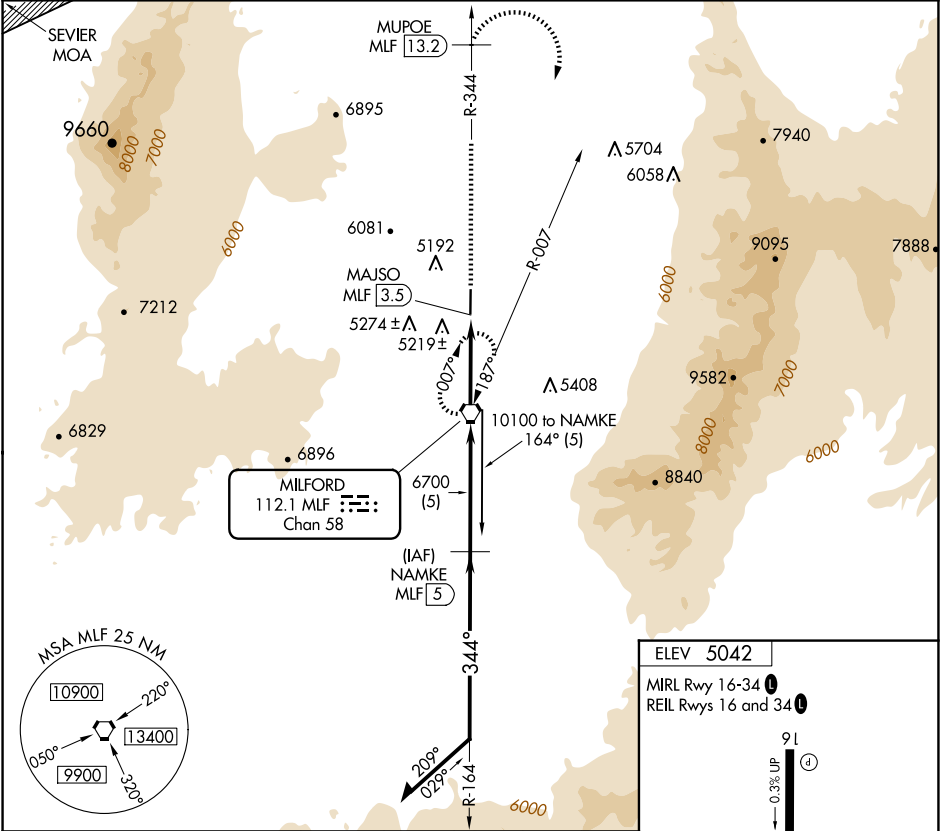 SEVIER
MOA
MUPOE
MLF 13.2
R-344
6895
9660
8000
7000
5704
6058
7940
6000
6081
5192
R-007
9095
7888
MAJSO
MLF 3.5
6000
7212
5274 ±
5219 ±
007°
187°
5408
9582
7000
10100 to NAMKE
164° (5)
6829
6896
8000
6000
8840
MILFORD
112.1 MLF
Chan 58
6700
(5)
(IAF)
NAMKE
MLF 5
344°
MSA MLF 25 NM
10900
220°
050°
13400
9900
320°
209°
029°
R-164
6000
ELEV 5042
MIRL Rwy 16-34 L
REIL Rwys 16 and 34 L
16
P
0.3% UP